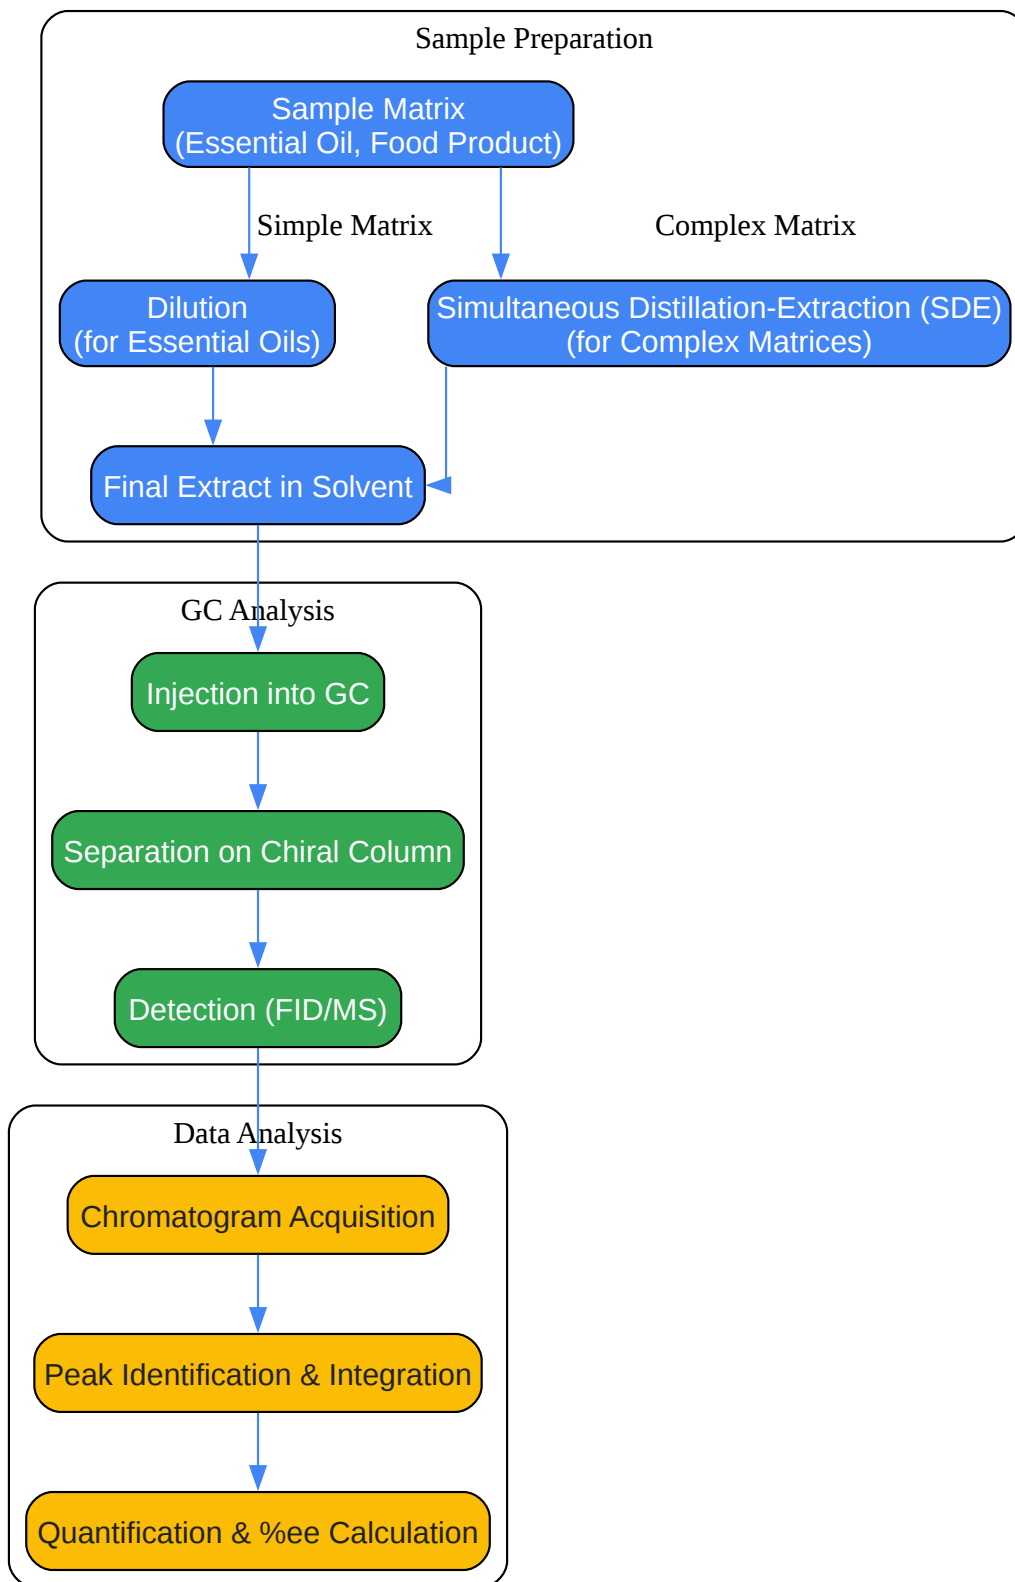 Sample Preparation
Sample Matrix
(Essential Oil, Food Product)
Simple Matrix
Complex Matrix
Dilution
(for Essential Oils)
Simultaneous Distillation-Extraction (SDE)
(for Complex Matrices)
Final Extract in Solvent
GC Analysis
Injection into GC
Separation on Chiral Column
Detection (FID/MS)
Data Analysis
Chromatogram Acquisition
Peak Identification & Integration
Quantification & %ee Calculation